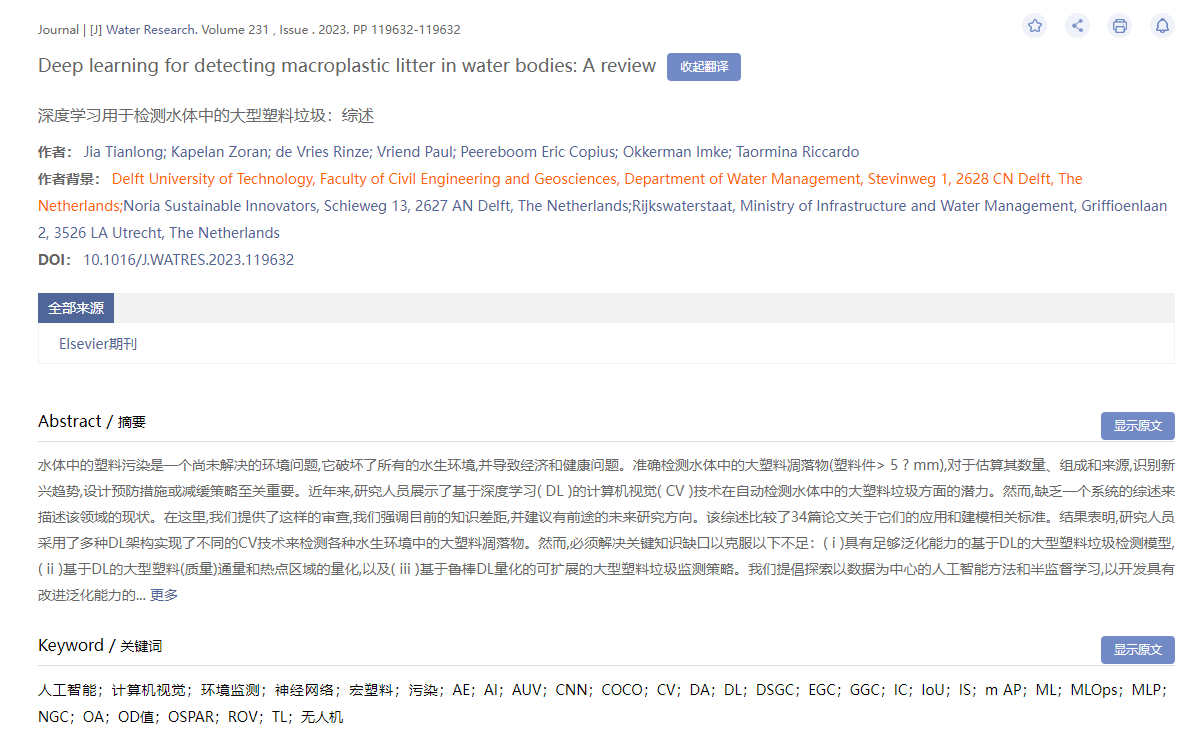 Journal | [J] Water Research. Volume 231 , Issue . 2023. PP 119632-119632
Deep learning for detecting macroplastic litter in water bodies: A review 收起翻译
深度学习用于检测水体中的大型塑料垃圾：综述
作者： Jia Tianlong; Kapelan Zoran; de Vries Rinze; Vriend Paul; Peereboom Eric Copius; Okkerman Imke; Taormina Riccardo
作者背景： Delft University of Technology, Faculty of Civil Engineering and Geosciences, Department of Water Management, Stevinweg 1, 2628 CN Delft, The
Netherlands;Noria Sustainable Innovators, Schieweg 13, 2627 AN Delft, The Netherlands;Rijkswaterstaat, Ministry of Infrastructure and Water Management, Griffioenlaan
2, 3526 LA Utrecht, The Netherlands
DOI： 10.1016/J.WATRES.2023.119632
全部来源
Elsevier期刊
Abstract / 摘要
显示原文
水体中的塑料污染是一个尚未解决的环境问题,它破坏了所有的水生环境,并导致经济和健康问题。准确检测水体中的大塑料凋落物(塑料件> 5 ? mm),对于估算其数量、组成和来源,识别新
兴趋势,设计预防措施或减缓策略至关重要。近年来,研究人员展示了基于深度学习( DL )的计算机视觉( CV )技术在自动检测水体中的大塑料垃圾方面的潜力。然而,缺乏一个系统的综述来
描述该领域的现状。在这里,我们提供了这样的审查,我们强调目前的知识差距,并建议有前途的未来研究方向。该综述比较了34篇论文关于它们的应用和建模相关标准。结果表明,研究人员
采用了多种DL架构实现了不同的CV技术来检测各种水生环境中的大塑料凋落物。然而,必须解决关键知识缺口以克服以下不足：( i )具有足够泛化能力的基于DL的大型塑料垃圾检测模型,
( ii )基于DL的大型塑料(质量)通量和热点区域的量化,以及( iii )基于鲁棒DL量化的可扩展的大型塑料垃圾监测策略。我们提倡探索以数据为中心的人工智能方法和半监督学习,以开发具有
改进泛化能力的... 更多
Keyword / 关键词
显示原文
人工智能；计算机视觉；环境监测；神经网络；宏塑料；污染；AE；AI；AUV；CNN；COCO；CV；DA；DL；DSGC；EGC；GGC；IC；IoU；IS；m AP；ML；MLOps；MLP；
NGC；OA；OD值；OSPAR；ROV；TL；无人机